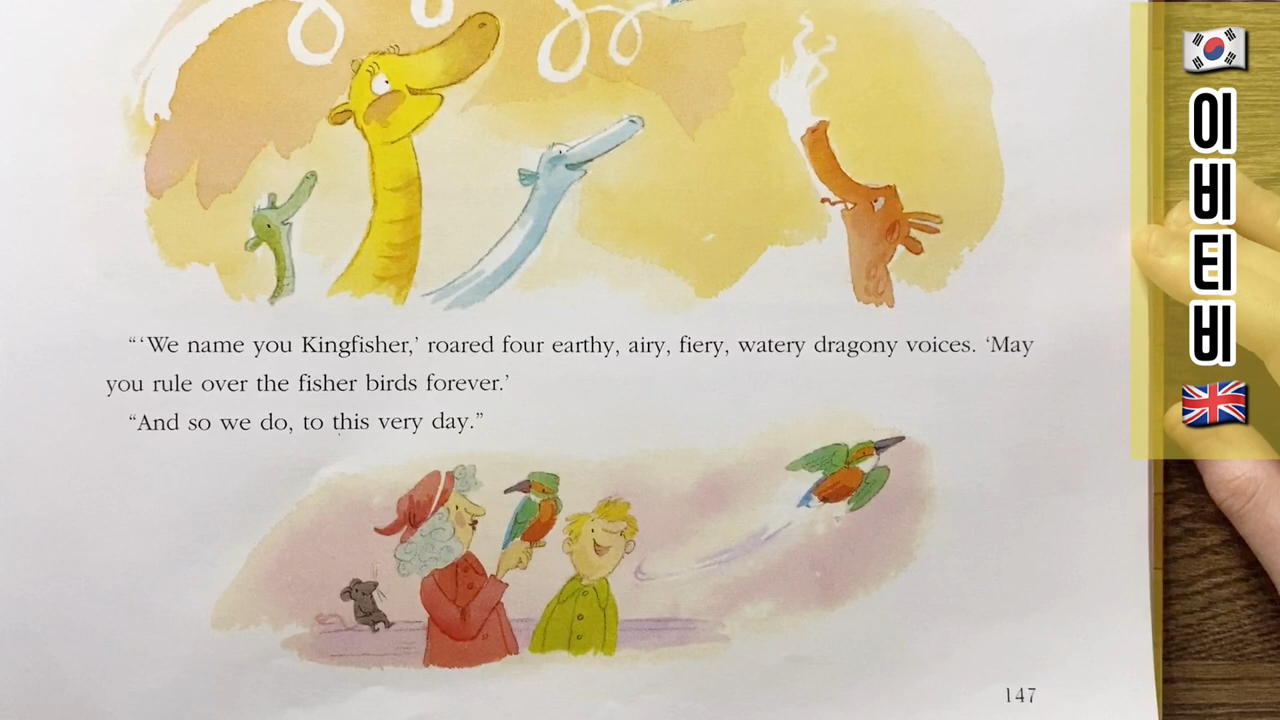 “‘We name you Kingfisher,’ roared four earthy, airy, fiery, watery dragony voices. ‘May
you rule over the fisher birds forever.’
“And so we do, to this very day.”
147
이비티비